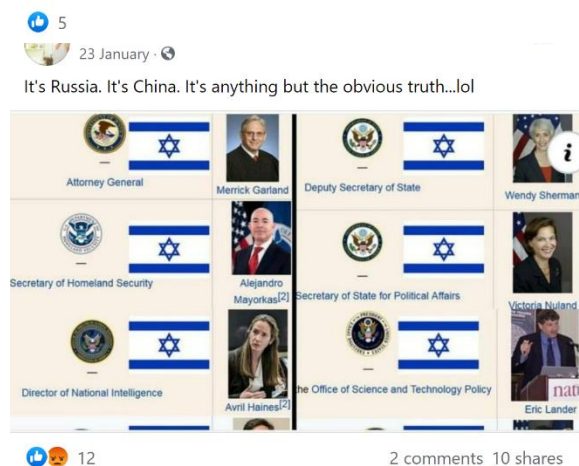 5
23 January
It's Russia. It's China. It's anything but the obvious truth...lol
Attorney General
Merrick Garland
Deputy Secretary of State
Wendy Sherman
Secretary of Homeland Security
Alejandro
Mayorkas[2]
Secretary of State for Political Affairs
Victoria Nuland
Director of National Intelligence
Avril Haines[2]
he Office of Science and Technology Policy
nat
Eric Lander
12
2 comments 10 shares